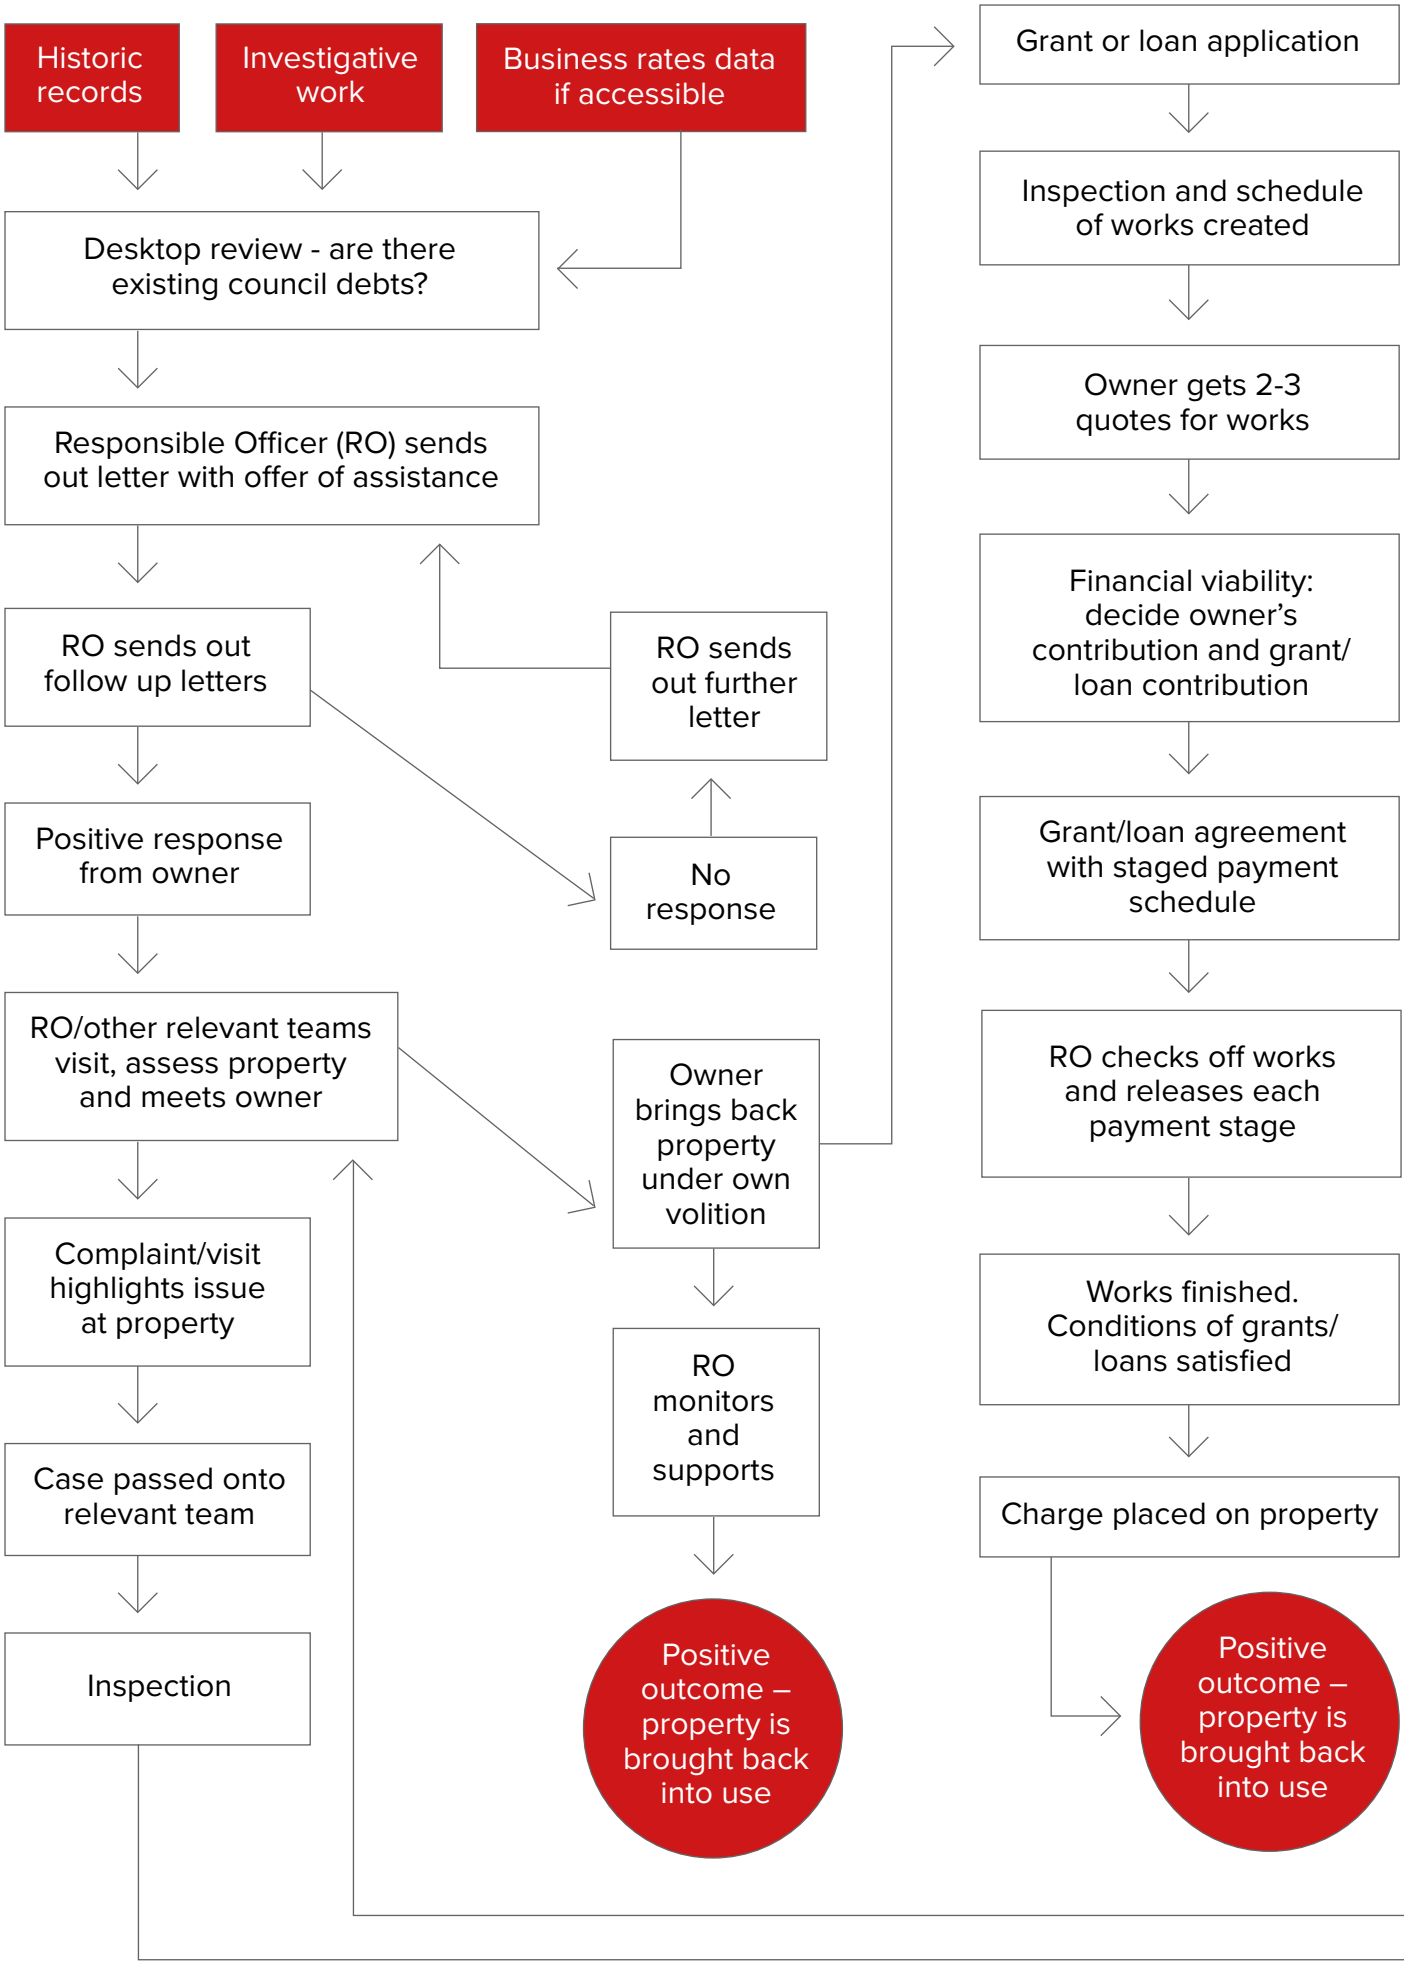 Historic
records
Investigative
work
Business rates data
if accessible
Desktop review - are there
existing council debts?
Responsible Officer (RO) sends
out letter with offer of assistance
RO sends out
follow up letters
RO sends
out further
letter
Positive response
from owner
No
response
RO/other relevant teams
visit, assess property
and meets owner
Owner
brings back
property
under own
volition
Complaint/visit
highlights issue
at property
RO
monitors
and
supports
Case passed onto
relevant team
Inspection
Positive
outcome –
property is
brought back
into use
Grant or loan application
Inspection and schedule
of works created
Owner gets 2-3
quotes for works
Financial viability:
decide owner’s
contribution and grant/
loan contribution
Grant/loan agreement
with staged payment
schedule
RO checks off works
and releases each
payment stage
Works finished.
Conditions of grants/
loans satisfied
Charge placed on property
Positive
outcome –
property is
brought back
into use